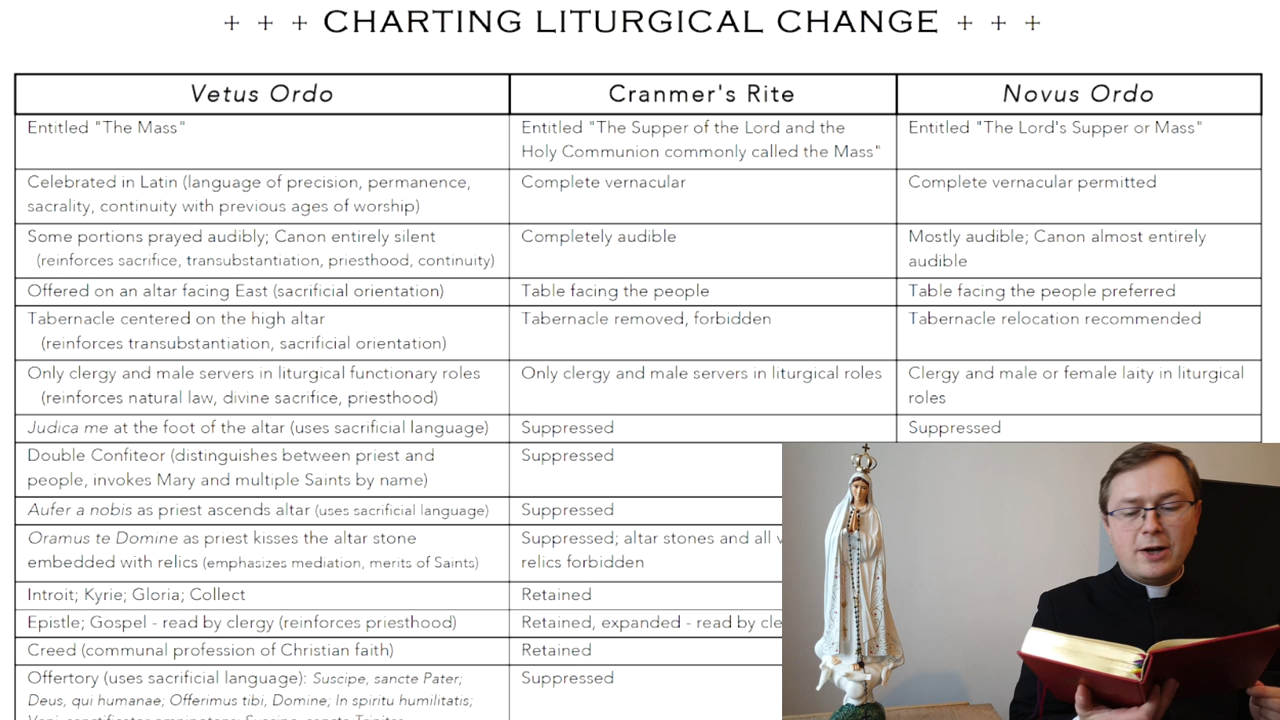 + + + CHARTING LITURGICAL CHANGE + + +
Vetus Ordo
Cranmer's Rite
Novus Ordo
Entitled "The Mass"
Entitled "The Supper of the Lord and the
Holy Communion commonly called the Mass"
Entitled "The Lord's Supper or Mass"
Celebrated in Latin (language of precision, permanence,
sacrality, continuity with previous ages of worship)
Complete vernacular
Complete vernacular permitted
Some portions prayed audibly; Canon entirely silent
(reinforces sacrifice, transubstantiation, priesthood, continuity)
Completely audible
Mostly audible; Canon almost entirely
audible
Offered on an altar facing East (sacrificial orientation)
Table facing the people
Table facing the people preferred
Tabernacle centered on the high altar
(reinforces transubstantiation, sacrificial orientation)
Tabernacle removed, forbidden
Tabernacle relocation recommended
Only clergy and male servers in liturgical functionary roles
(reinforces natural law, divine sacrifice, priesthood)
Only clergy and male servers in liturgical roles
Clergy and male or female laity in liturgical
roles
Judica me at the foot of the altar (uses sacrificial language)
Suppressed
Suppressed
Double Confiteor (distinguishes between priest and
people, invokes Mary and multiple Saints by name)
Suppressed
Aufer a nobis as priest ascends altar (uses sacrificial language)
Suppressed
Oramus te Domine as priest kisses the altar stone
embedded with relics (emphasizes mediation, merits of Saints)
Suppressed; altar stones and all
relics forbidden
Introit; Kyrie; Gloria; Collect
Retained
Epistle; Gospel - read by clergy (reinforces priesthood)
Retained, expanded - read by cle
Creed (communal profession of Christian faith)
Retained
Offertory (uses sacrificial language): Suscipe, sancte Pater;
Deus, qui humanae; Offerimus tibi, Domine; In spiritu humilitatis;
Suppressed